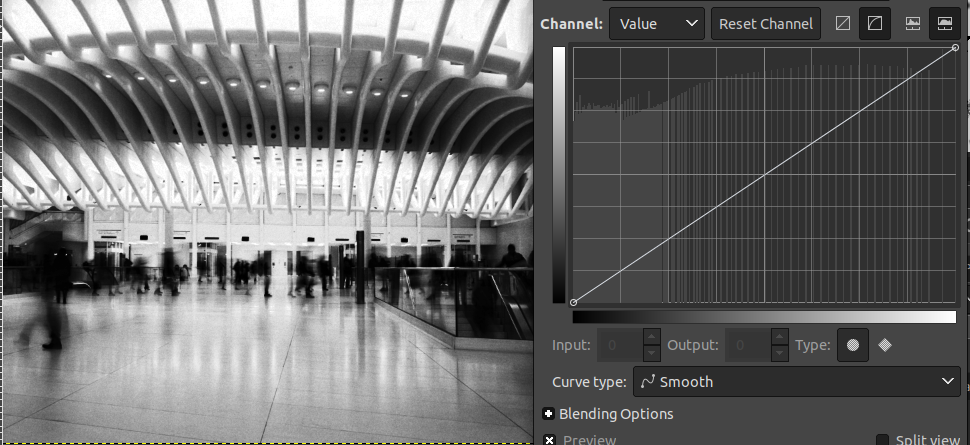 Channel: Value Reset Channel
Input: 0 Output: 0 Type:
Curve type: Smooth
Blending Options
Preview Split view